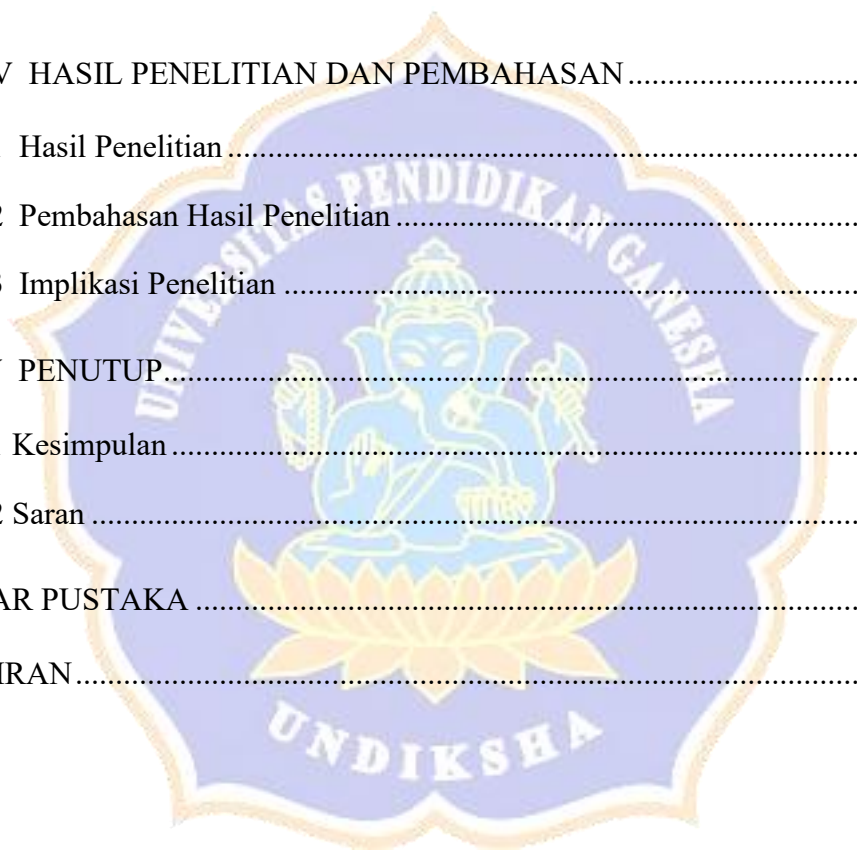 V HASIL PENELITIAN DAN PEMBAHASAN....................
Hasil Penelitian....................
2 Pembahasan Hasil Penelitian....................
3 Implikasi Penelitian....................
PENUTUP....................
Kesimpulan....................
2 Saran....................
AR PUSTAKA....................
IRAN....................
UNIVERSITAS PENDIDIKAN GANESHA
UNDIKSHA